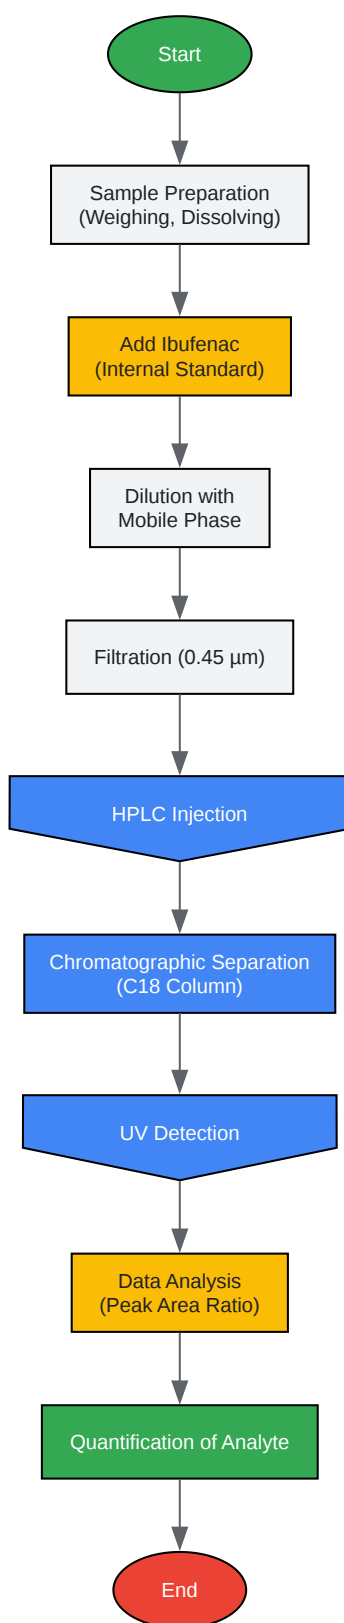 Start
Sample Preparation
(Weighing, Dissolving)
Add Ibufenac
(Internal Standard)
Dilution with
Mobile Phase
Filtration (0.45 µm)
HPLC Injection
Chromatographic Separation
(C18 Column)
UV Detection
Data Analysis
(Peak Area Ratio)
Quantification of Analyte
End